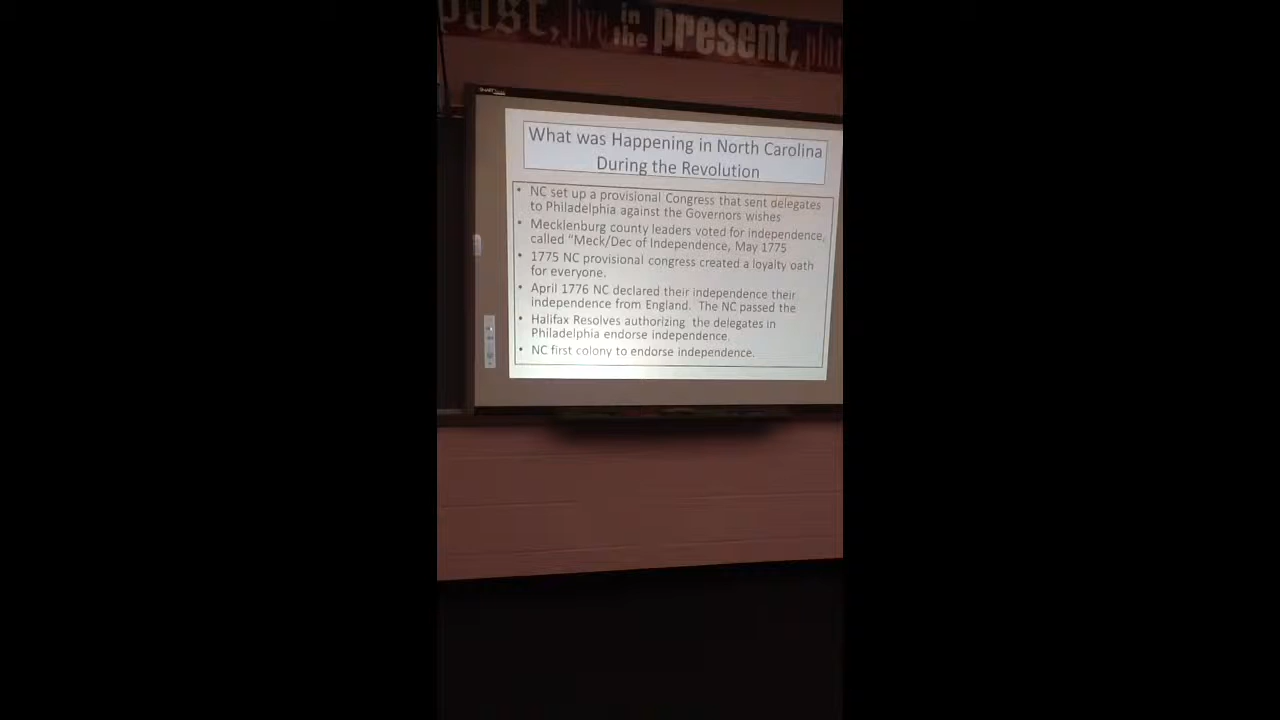 past, live in the present, plan
SMART
What was Happening in North Carolina
During the Revolution
• NC set up a provisional Congress that sent delegates
to Philadelphia against the Governors wishes
• Mecklenburg county leaders voted for independence,
called “Meck/Dec of Independence, May 1775
• 1775 NC provisional congress created a loyalty oath
for everyone.
• April 1776 NC declared their independence their
independence from England. The NC passed the
• Halifax Resolves authorizing the delegates in
Philadelphia endorse independence.
• NC first colony to endorse independence.